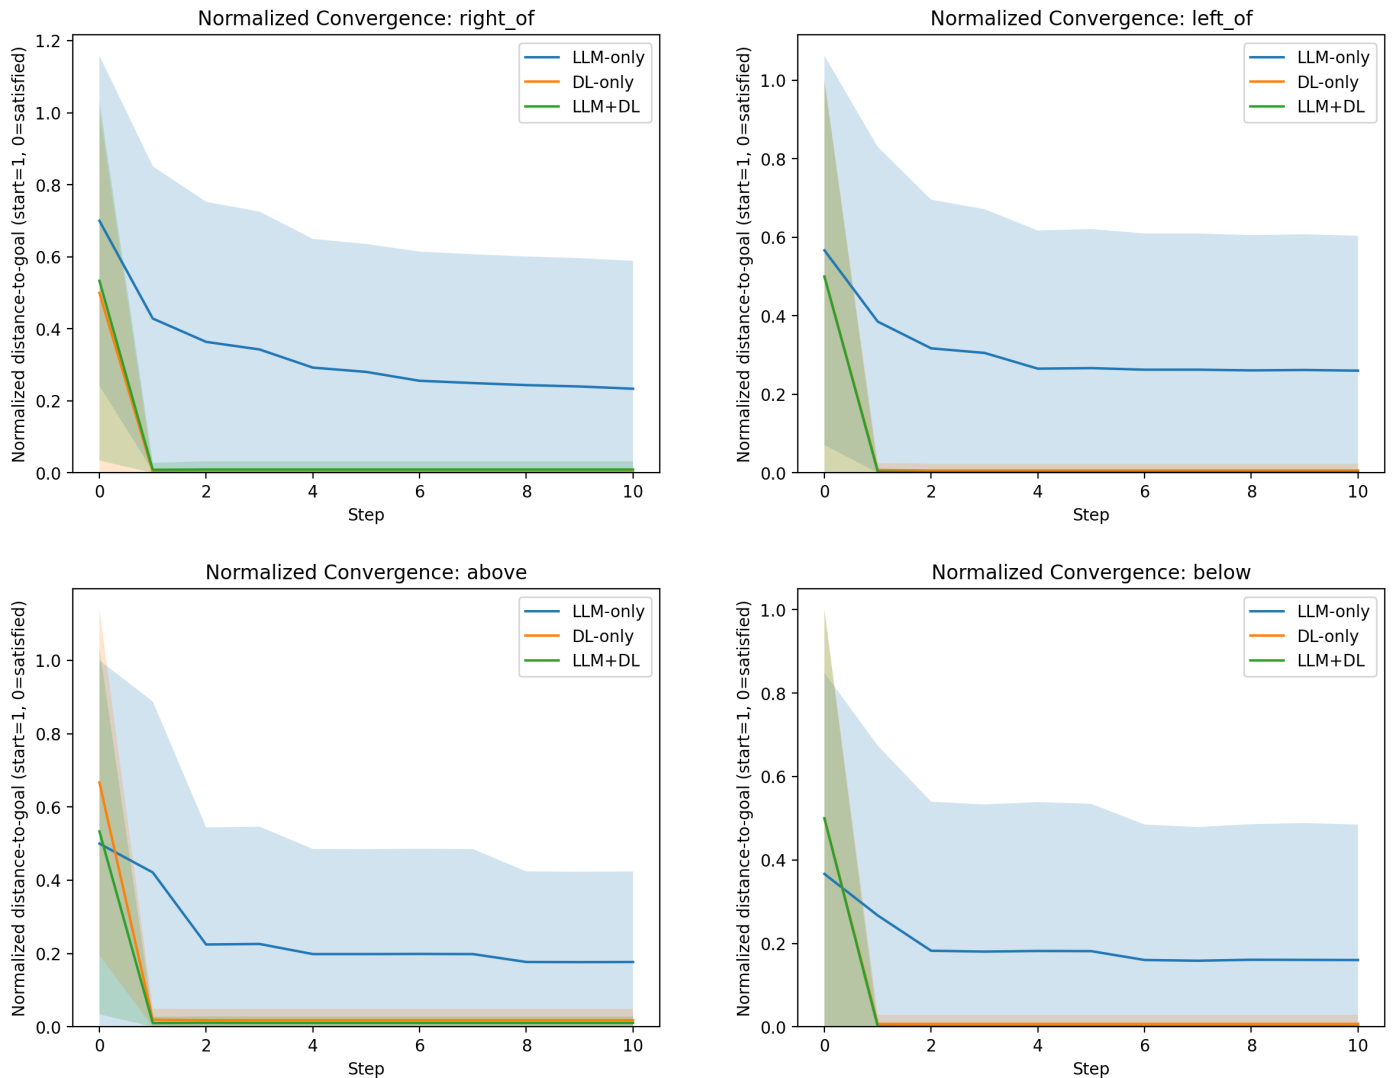 Normalized Convergence: right_of
Normalized distance-to-goal (start=1, 0=satisfied)
1.2
1.0
0.8
0.6
0.4
0.2
0.0
0 2 4 6 8 10
Step
LLM-only
DL-only
LLM+DL
Normalized Convergence: left_of
Normalized distance-to-goal (start=1, 0=satisfied)
1.0
0.8
0.6
0.4
0.2
0.0
0 2 4 6 8 10
Step
LLM-only
DL-only
LLM+DL
Normalized Convergence: above
Normalized distance-to-goal (start=1, 0=satisfied)
1.0
0.8
0.6
0.4
0.2
0.0
0 2 4 6 8 10
Step
LLM-only
DL-only
LLM+DL
Normalized Convergence: below
Normalized distance-to-goal (start=1, 0=satisfied)
1.0
0.8
0.6
0.4
0.2
0.0
0 2 4 6 8 10
Step
LLM-only
DL-only
LLM+DL